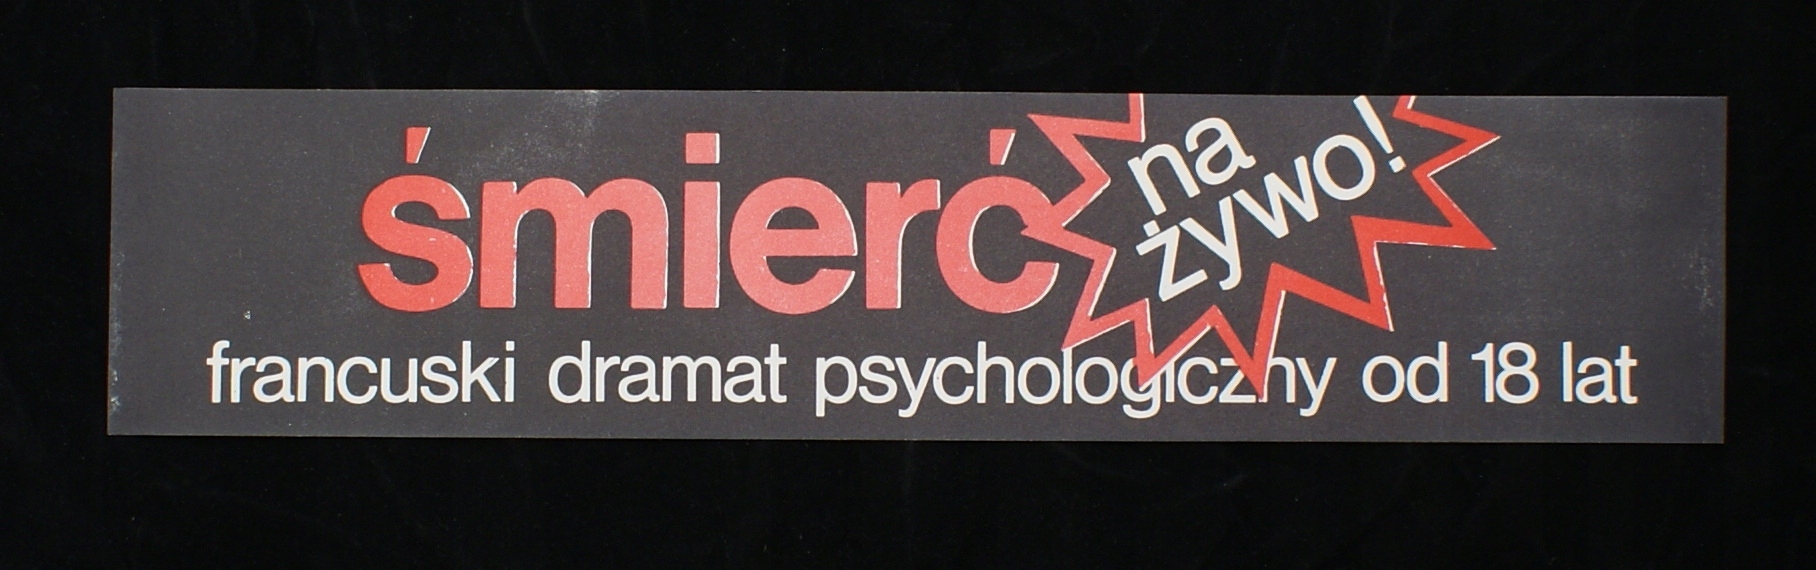 śmierć
na
żywo!
francuski dramat psychologiczny od 18 lat